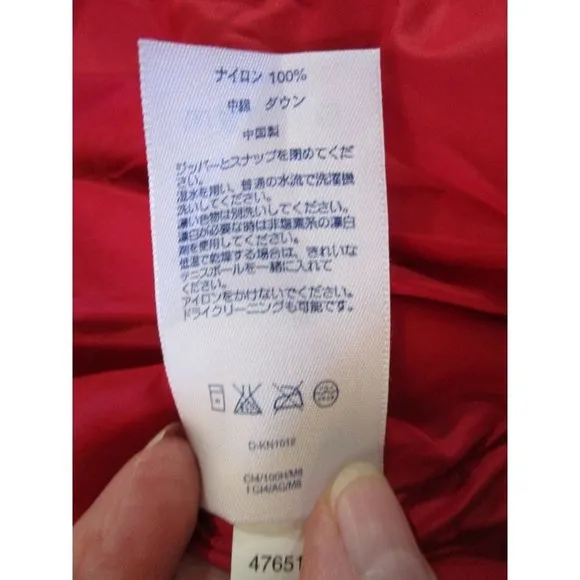 ナイロン 100%
中綿 ダウン
中国製
ジッパーとスナップを閉めてくだ
さい。
温水を用い、普通の水流で洗濯機
洗いしてください。
濃い色物は別洗いしてください。
漂白が必要な時は非塩素系の漂白
剤を使用してください。
低温で乾燥する場合は、きれいな
テニスボールを一緒に入れて
ください。
アイロンをかけないでください。
ドライクリーニングも可能です.
D-KN1012
CH4/100H/M8
I CH4/AG/M8
47651